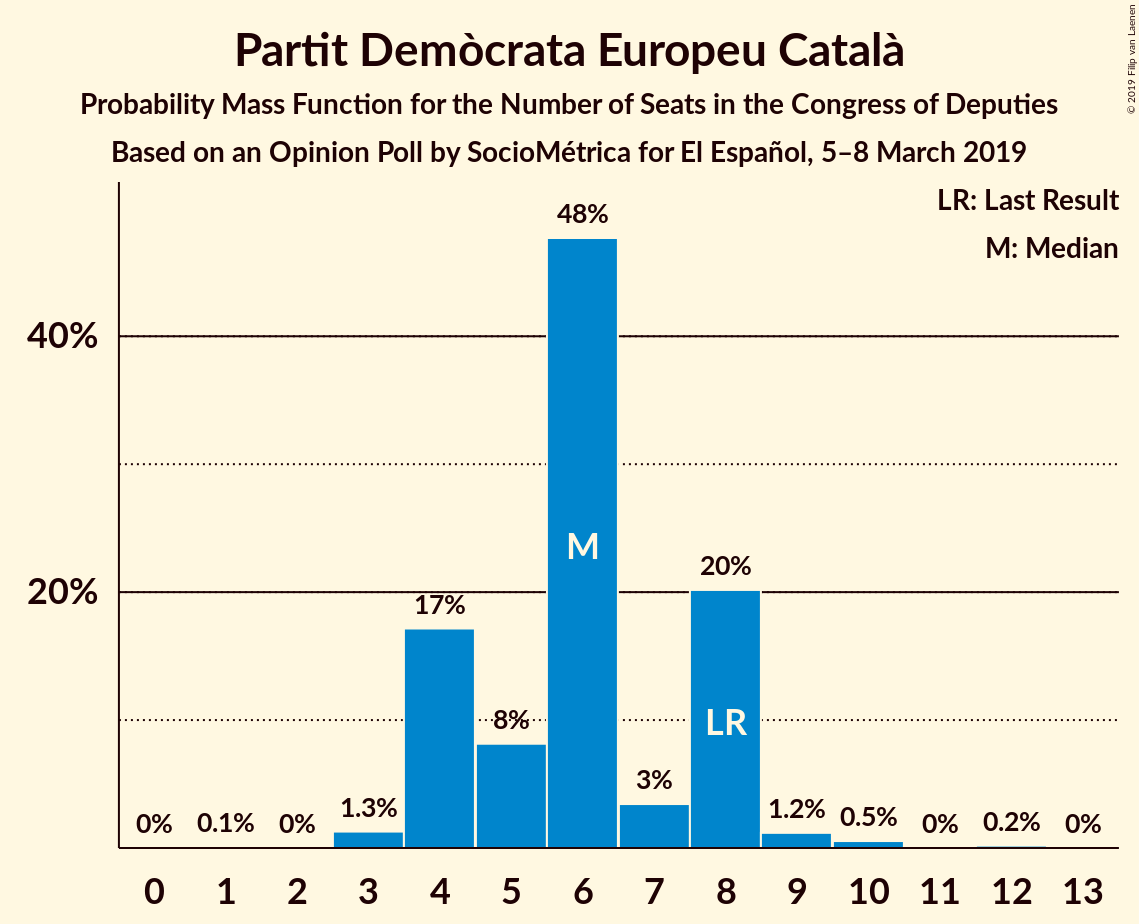 Partit Demòcrata Europeu Català
Probability Mass Function for the Number of Seats in the Congress of Deputies
Based on an Opinion Poll by SocioMétrica for El Español, 5–8 March 2019
© 2019 Filip van Laenen
LR: Last Result
M: Median
48%
40%
M
20%
20%
17%
LR
8%
3%
0% 0.1% 0% 1.3% 1.2% 0.5% 0% 0.2% 0%
0 1 2 3 4 5 6 7 8 9 10 11 12 13